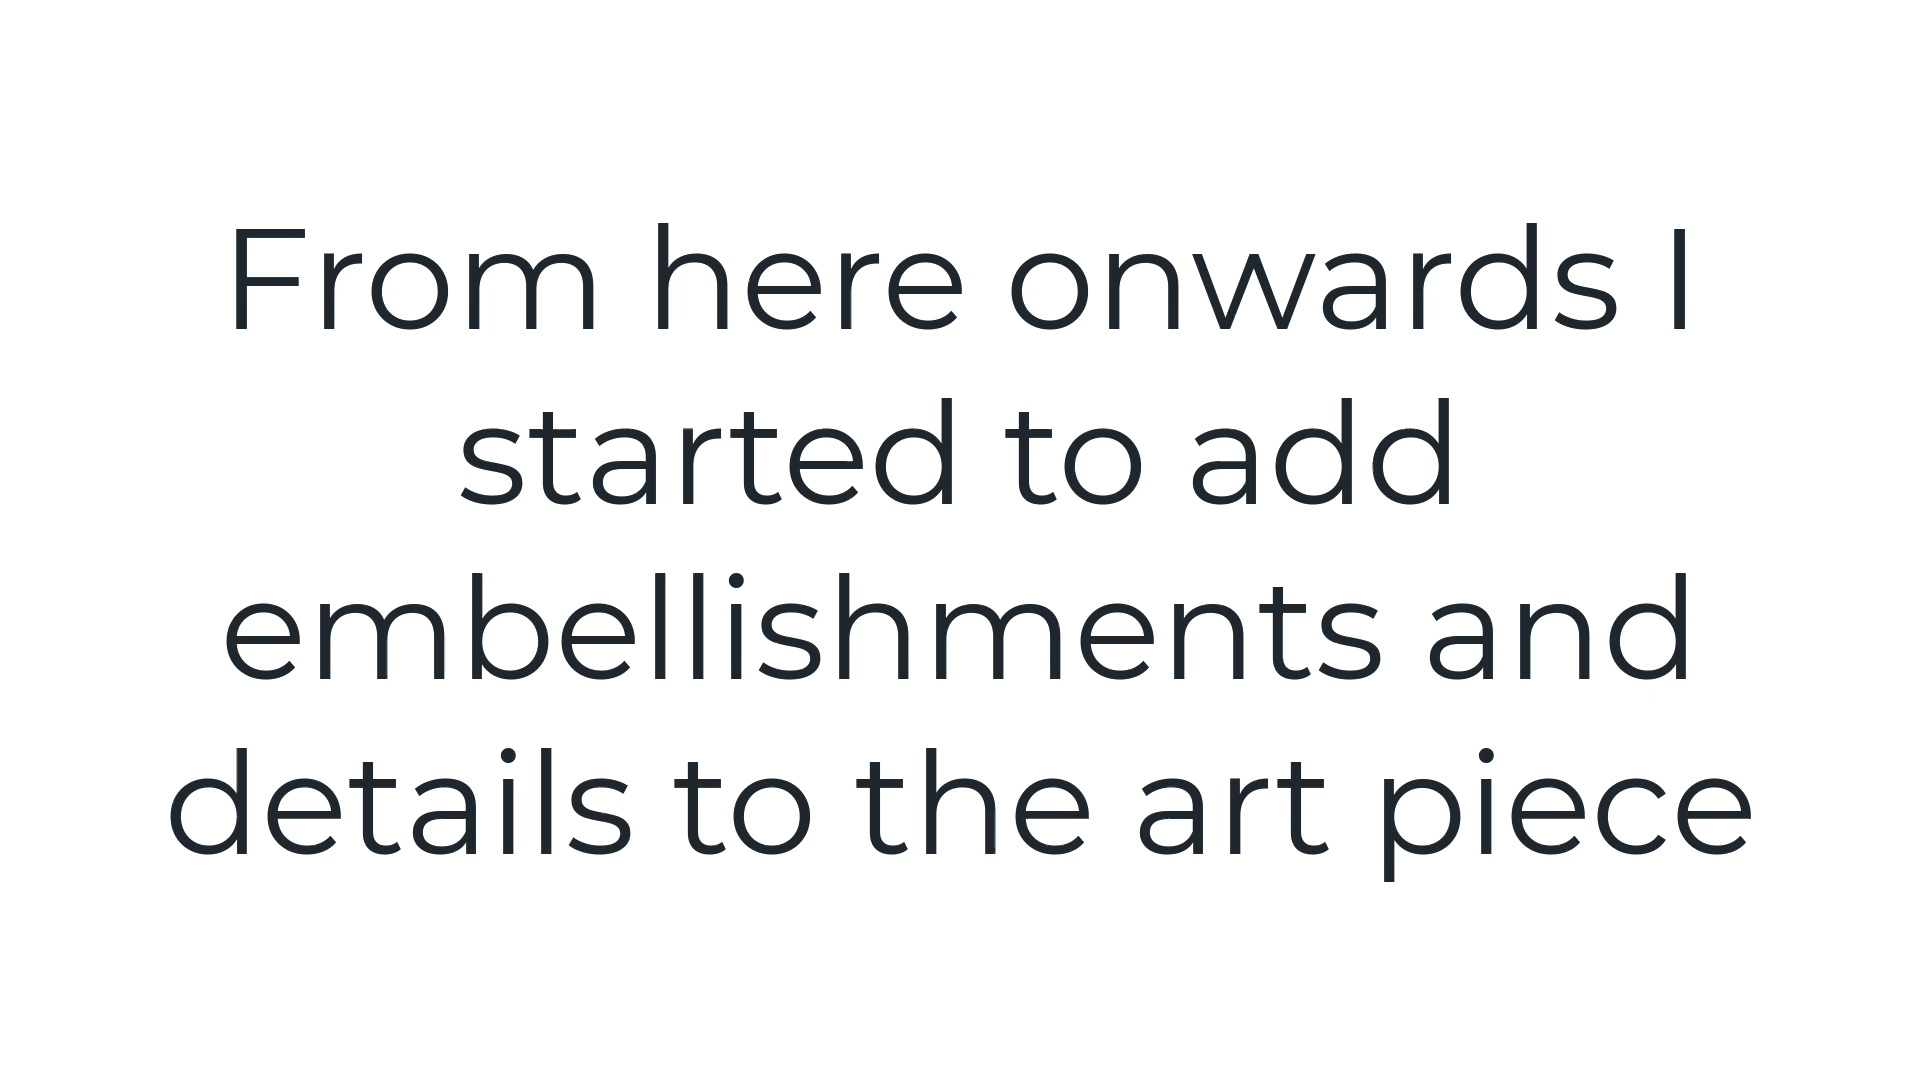 From here onwards I
started to add
embellishments and
details to the art piece